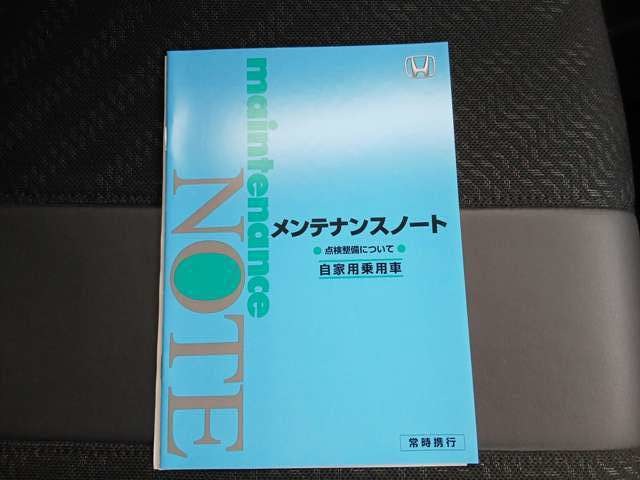 maintenance
NOTE
メンテナンスノート
●点検整備について●
自家用乗用車
常時携行